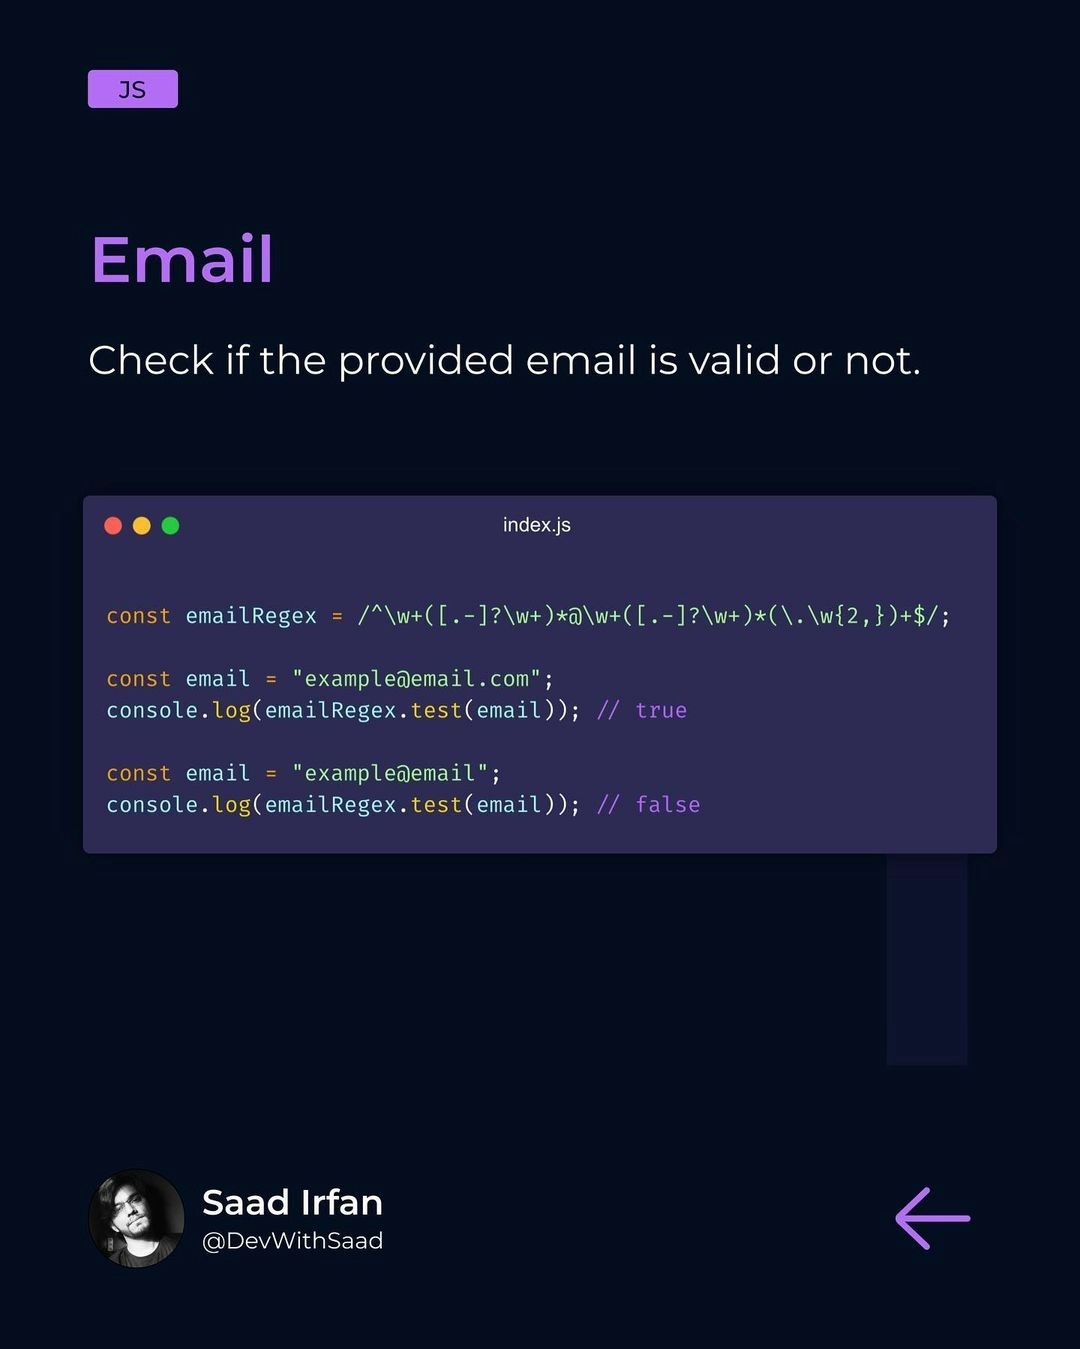 JS
Email
Check if the provided email is valid or not.
index.js
const emailRegex = /^\w+([.-]?\w+)*@\w+([.-]?\w+)*(\.\w{2,})+$/;
const email = "example@email.com";
console.log(emailRegex.test(email)); // true
const email = "example@email";
console.log(emailRegex.test(email)); // false
Saad Irfan
@DevWithSaad